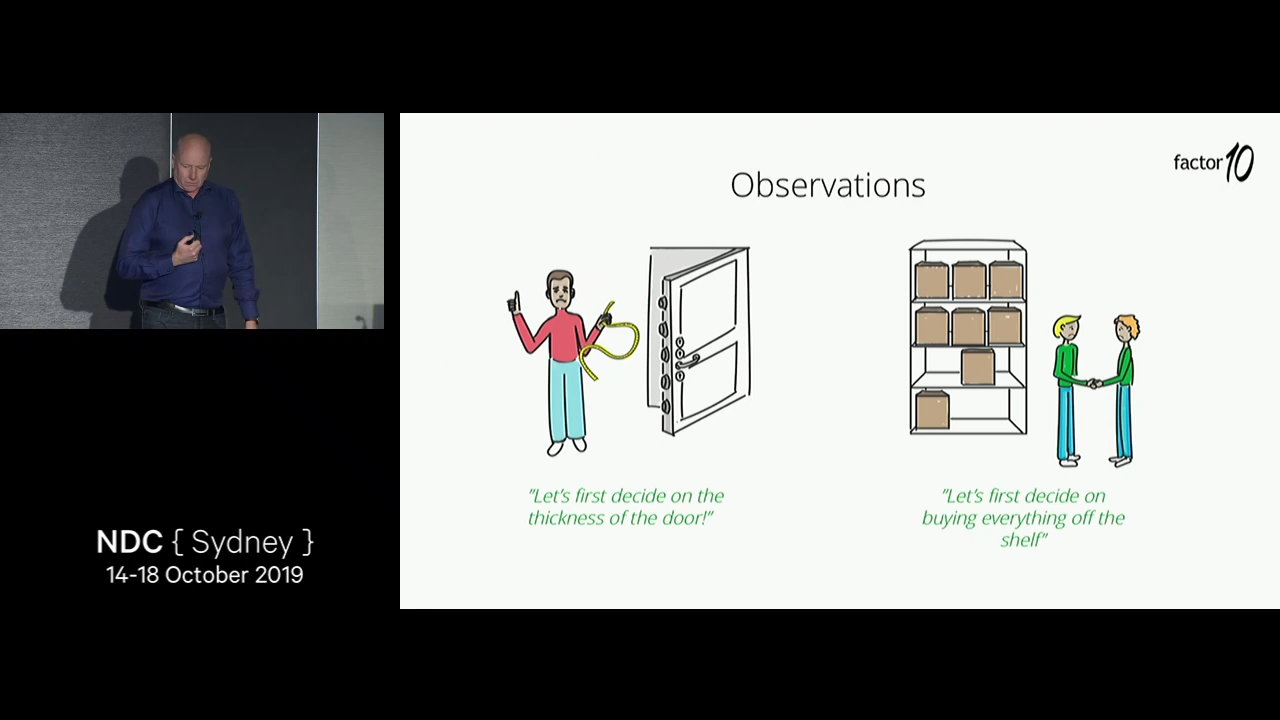 factor10
Observations
"Let's first decide on the
thickness of the door!"
"Let's first decide on
buying everything off the
shelf"
NDC { Sydney }
14-18 October 2019